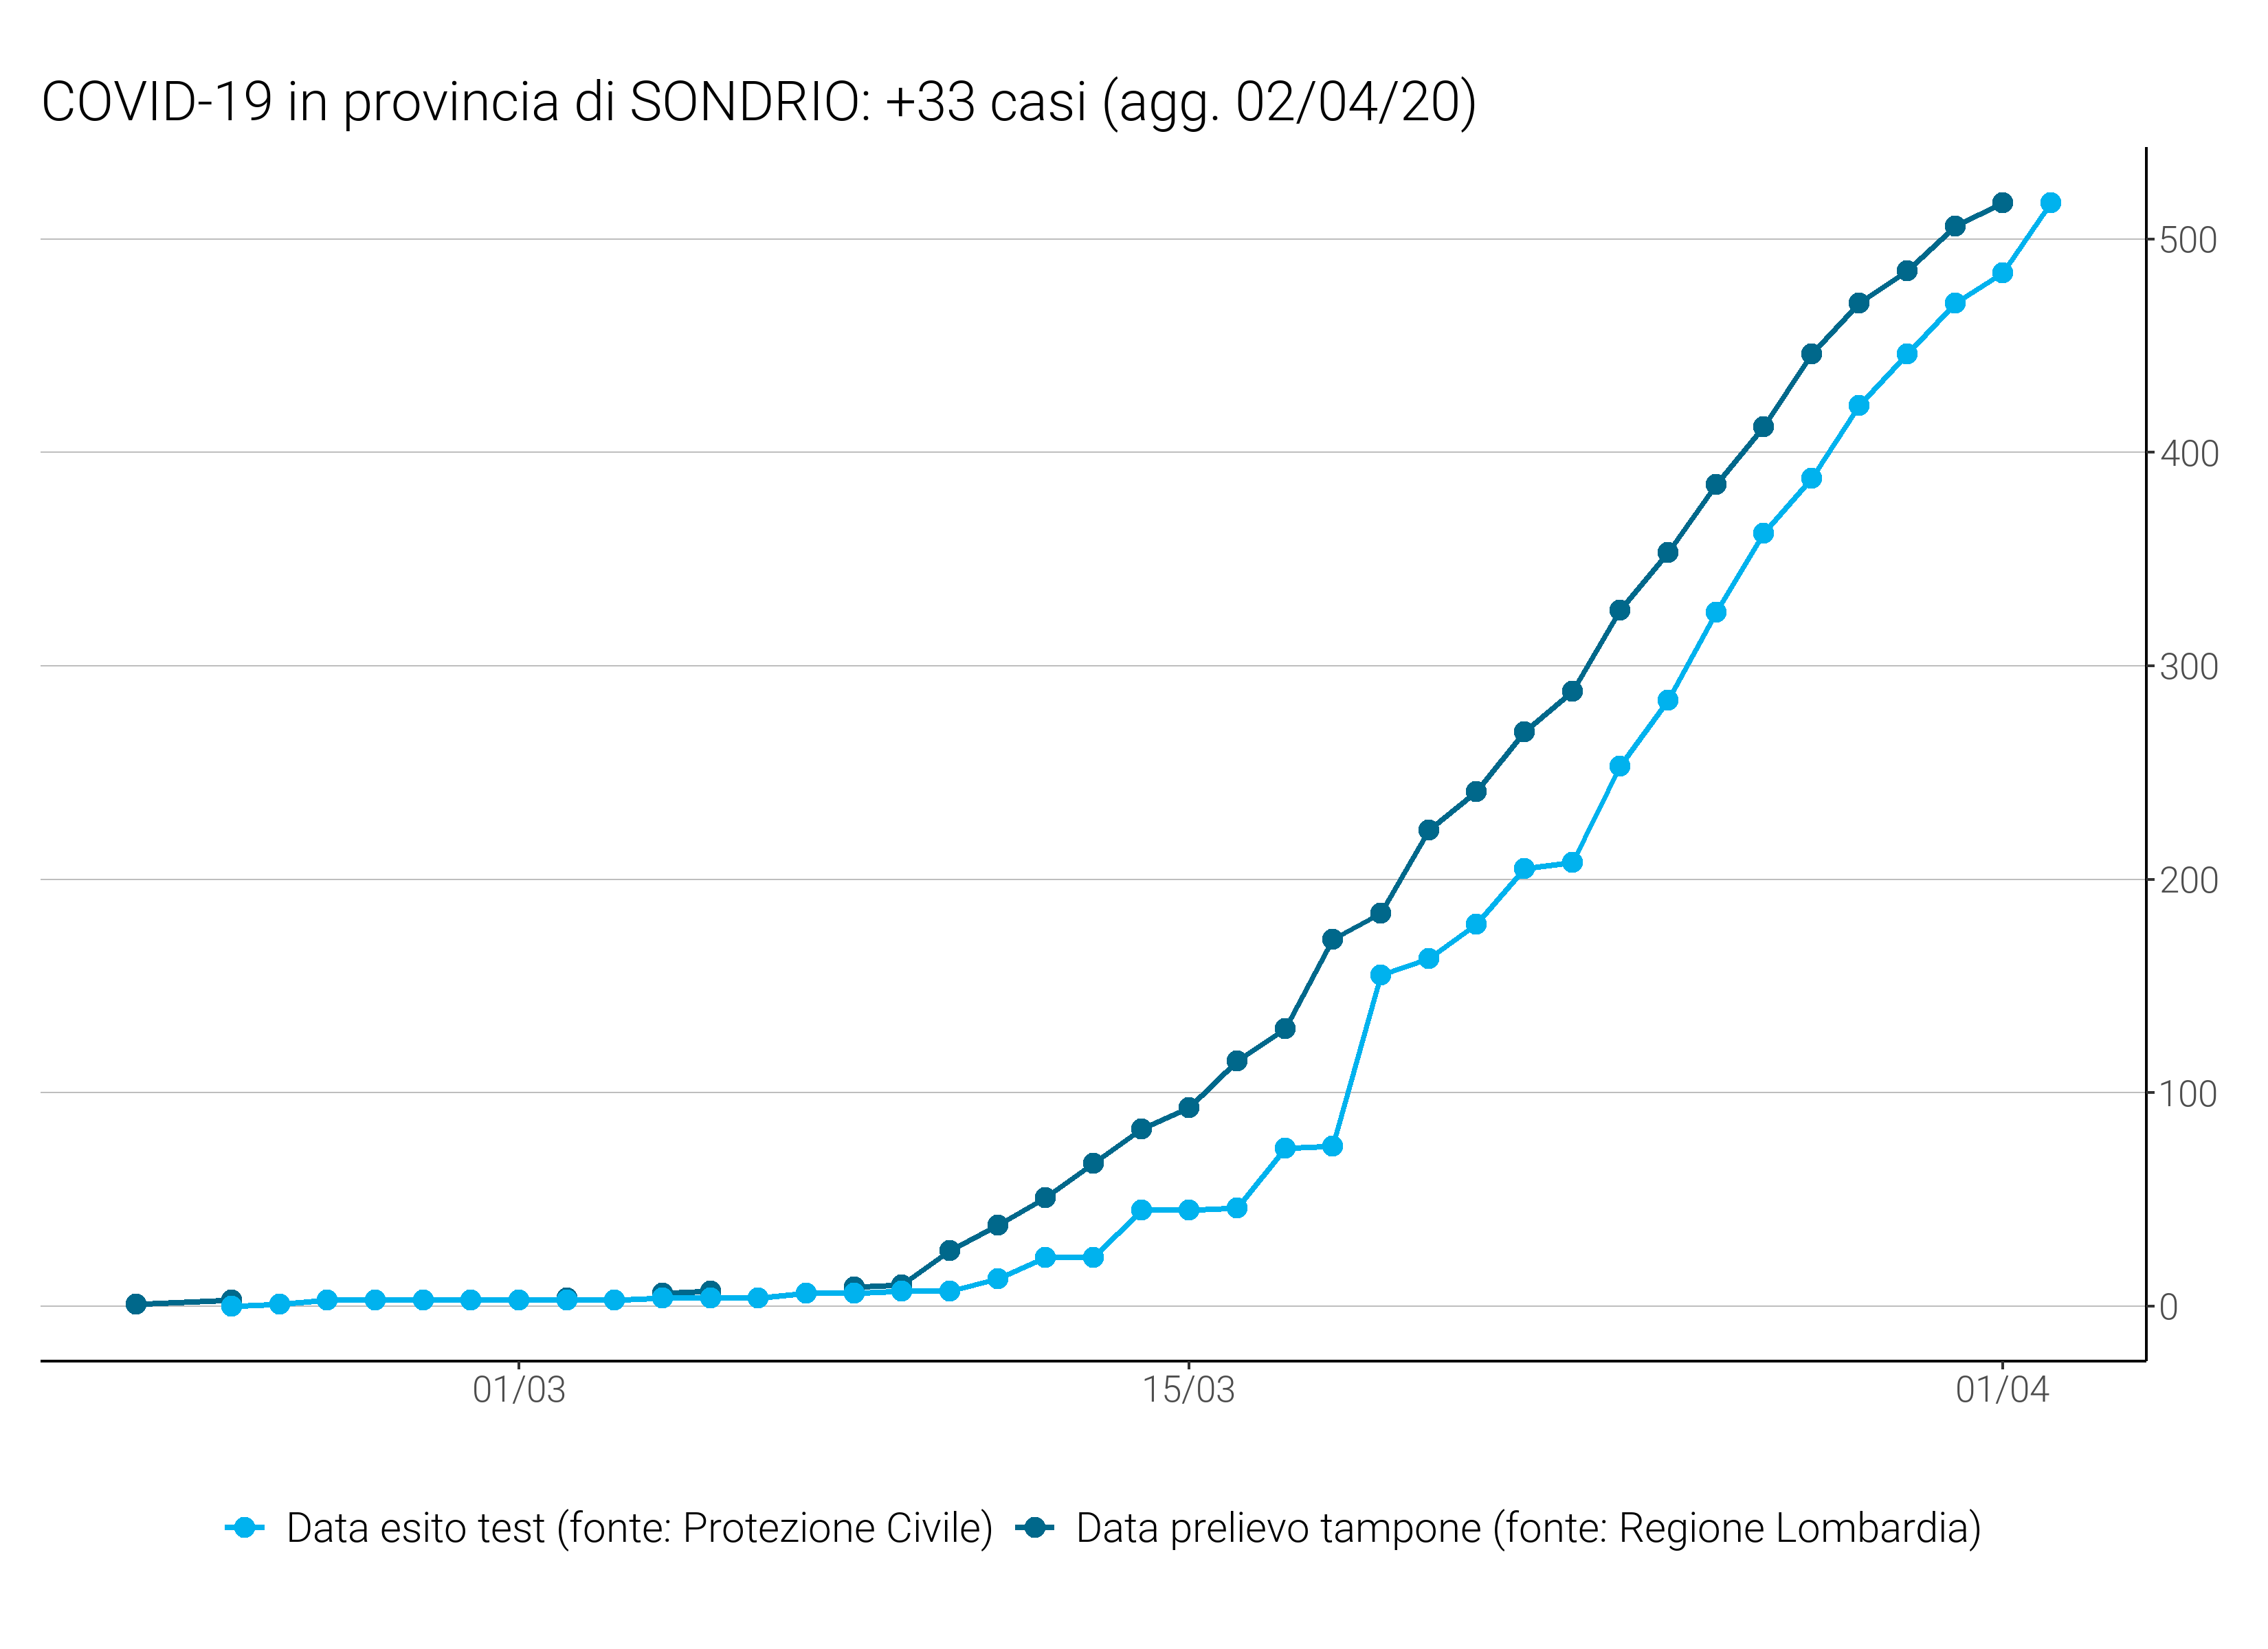 COVID-19 in provincia di SONDRIO: +33 casi (agg. 02/04/20)
500
400
300
200
100
0
01/03 15/03 01/04
Data esito test (fonte: Protezione Civile) Data prelievo tampone (fonte: Regione Lombardia)